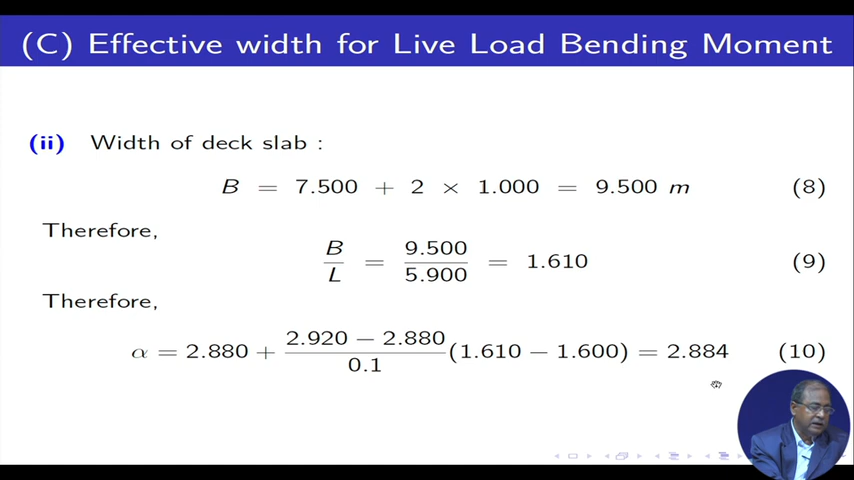 (C) Effective width for Live Load Bending Moment
(ii) Width of deck slab :
B = 7.500 + 2 × 1.000 = 9.500 m (8)
Therefore,
B/L = 9.500/5.900 = 1.610 (9)
Therefore,
α = 2.880 + (2.920 − 2.880)/0.1 (1.610 − 1.600) = 2.884 (10)